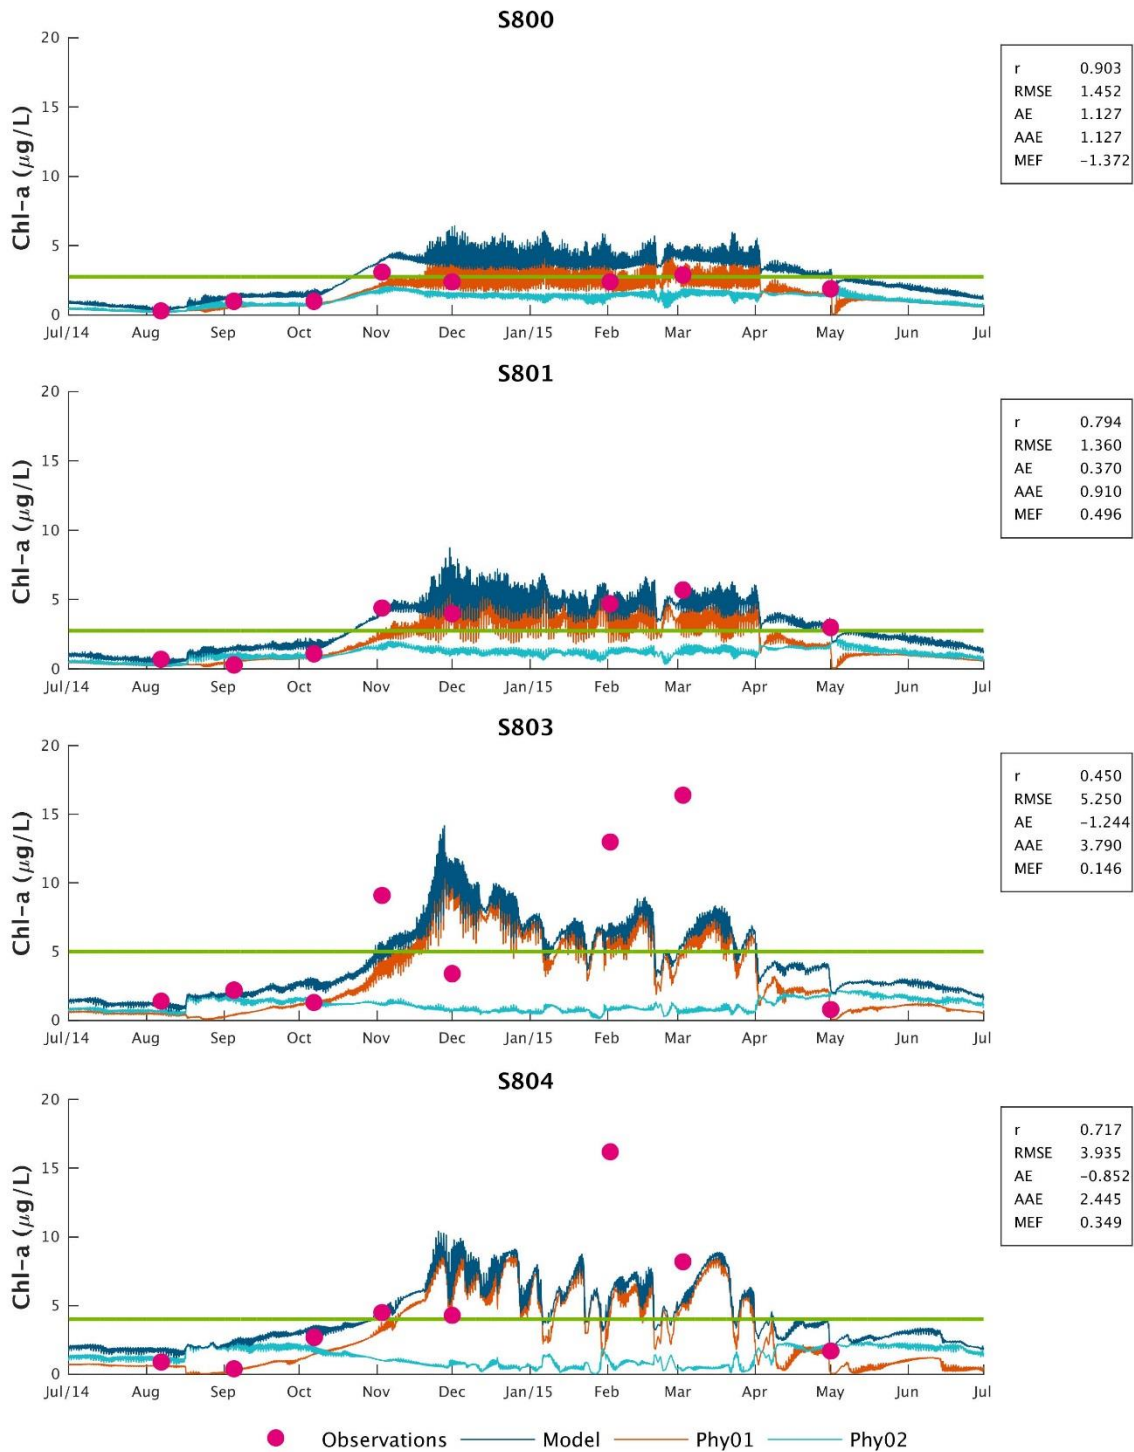 S800
20
15
10
5
0
Chl-a (µg/L)
Jul/14 Aug Sep Oct Nov Dec Jan/15 Feb Mar Apr May Jun Jul
r 0.903
RMSE 1.452
AE 1.127
AAE 1.127
MEF −1.372
S801
20
15
10
5
0
Chl-a (µg/L)
Jul/14 Aug Sep Oct Nov Dec Jan/15 Feb Mar Apr May Jun Jul
r 0.794
RMSE 1.360
AE 0.370
AAE 0.910
MEF 0.496
S803
20
15
10
5
0
Chl-a (µg/L)
Jul/14 Aug Sep Oct Nov Dec Jan/15 Feb Mar Apr May Jun Jul
r 0.450
RMSE 5.250
AE −1.244
AAE 3.790
MEF 0.146
S804
20
15
10
5
0
Chl-a (µg/L)
Jul/14 Aug Sep Oct Nov Dec Jan/15 Feb Mar Apr May Jun Jul
r 0.717
RMSE 3.935
AE −0.852
AAE 2.445
MEF 0.349
Observations Model Phy01 Phy02